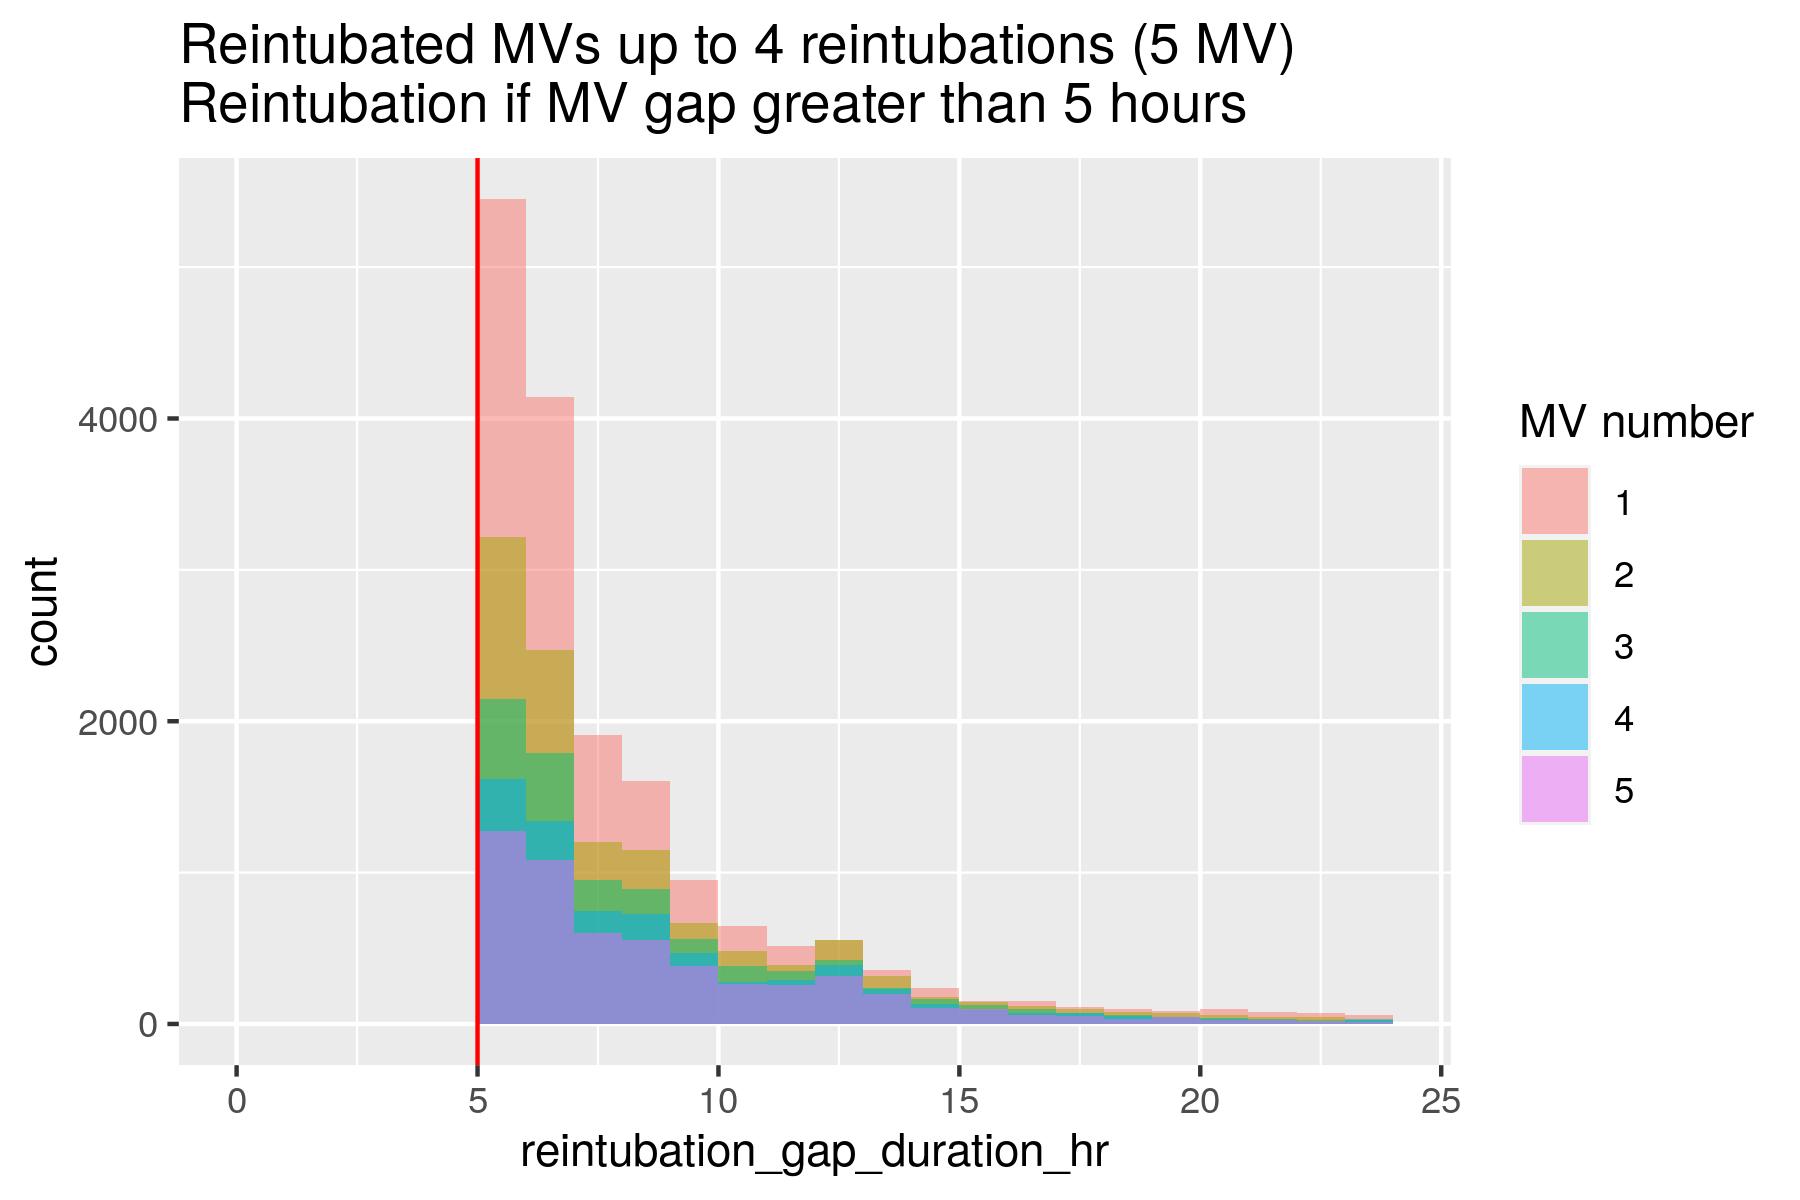 Reintubated MVs up to 4 reintubations (5 MV)
Reintubation if MV gap greater than 5 hours
count
4000
2000
0
0
5
10
15
20
25
reintubation_gap_duration_hr
MV number
1
2
3
4
5